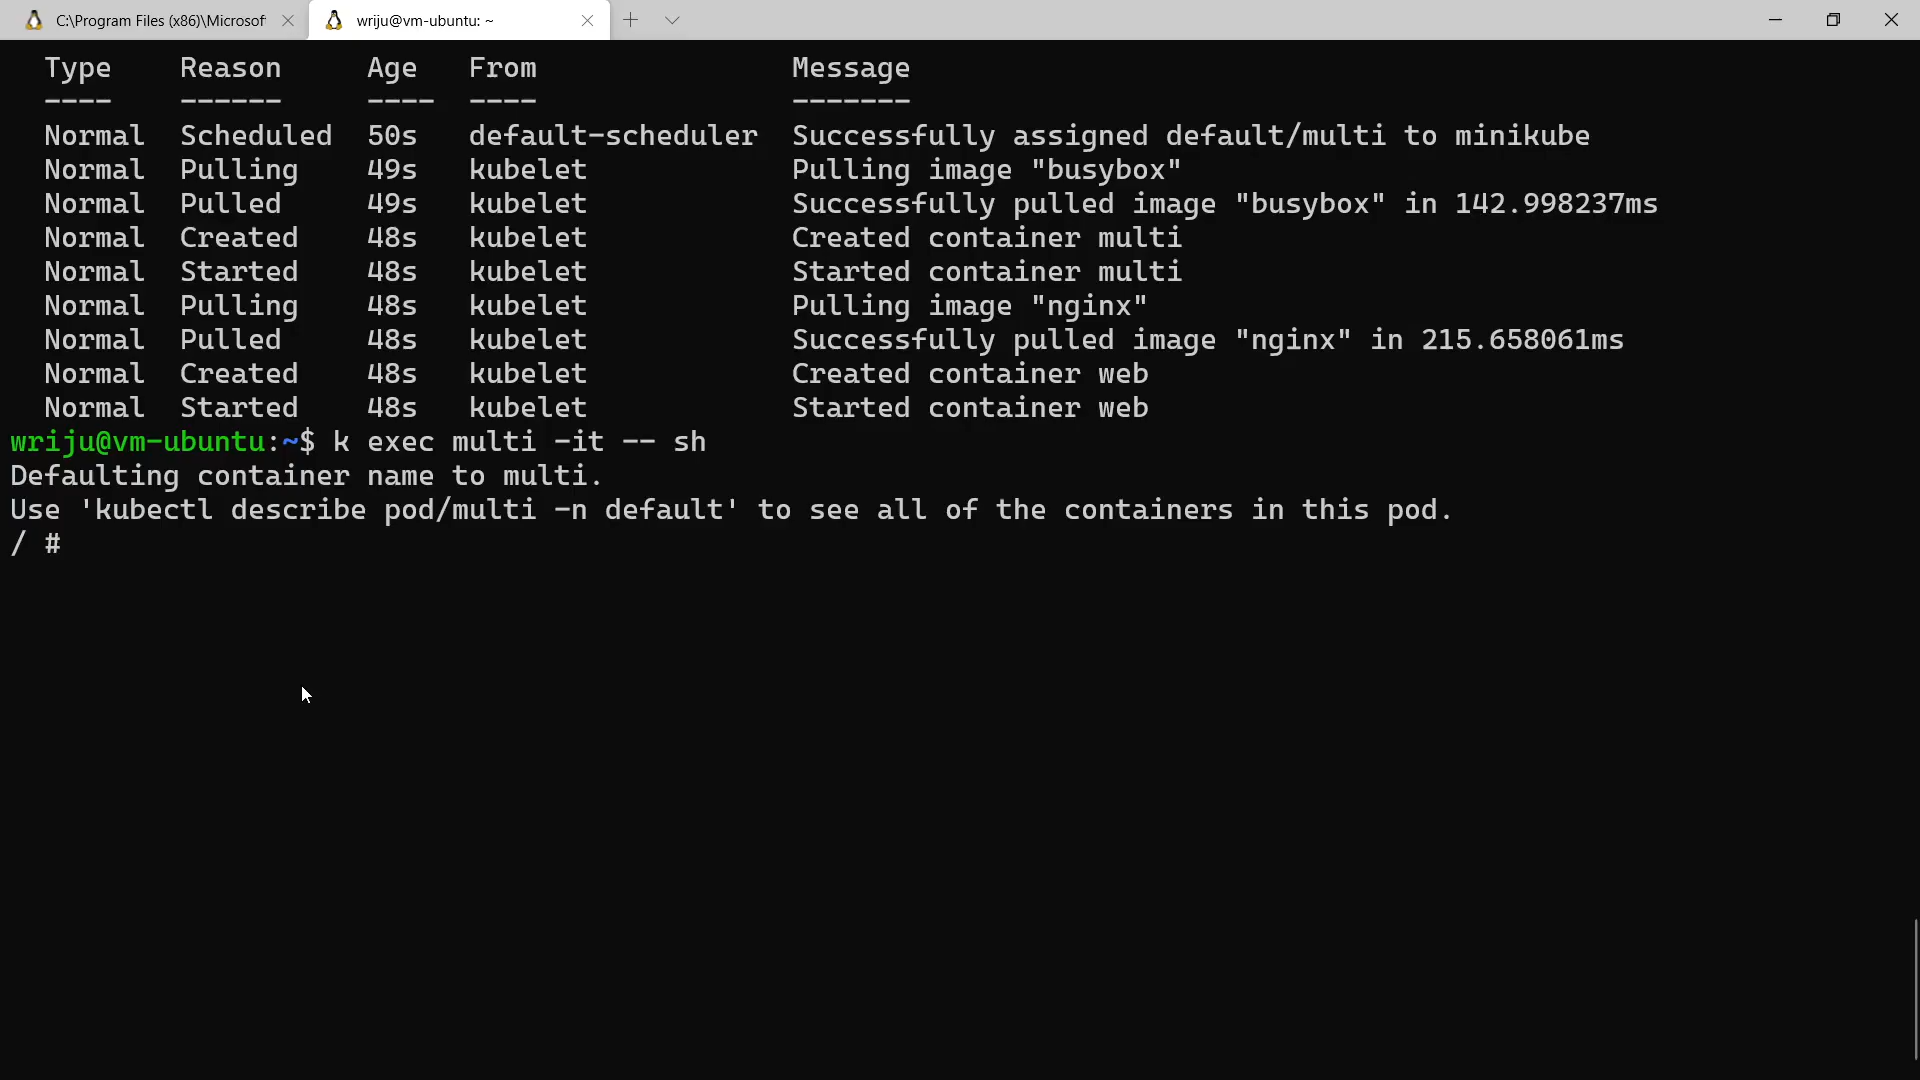 C:\Program Files (x86)\Microsof
wriju@vm-ubuntu: ~
Type Reason Age From Message
---- ------ ---- ---- -------
Normal Scheduled 50s default-scheduler Successfully assigned default/multi to minikube
Normal Pulling 49s kubelet Pulling image "busybox"
Normal Pulled 49s kubelet Successfully pulled image "busybox" in 142.998237ms
Normal Created 48s kubelet Created container multi
Normal Started 48s kubelet Started container multi
Normal Pulling 48s kubelet Pulling image "nginx"
Normal Pulled 48s kubelet Successfully pulled image "nginx" in 215.658061ms
Normal Created 48s kubelet Created container web
Normal Started 48s kubelet Started container web
wriju@vm-ubuntu:~$ k exec multi -it -- sh
Defaulting container name to multi.
Use 'kubectl describe pod/multi -n default' to see all of the containers in this pod.
/ #